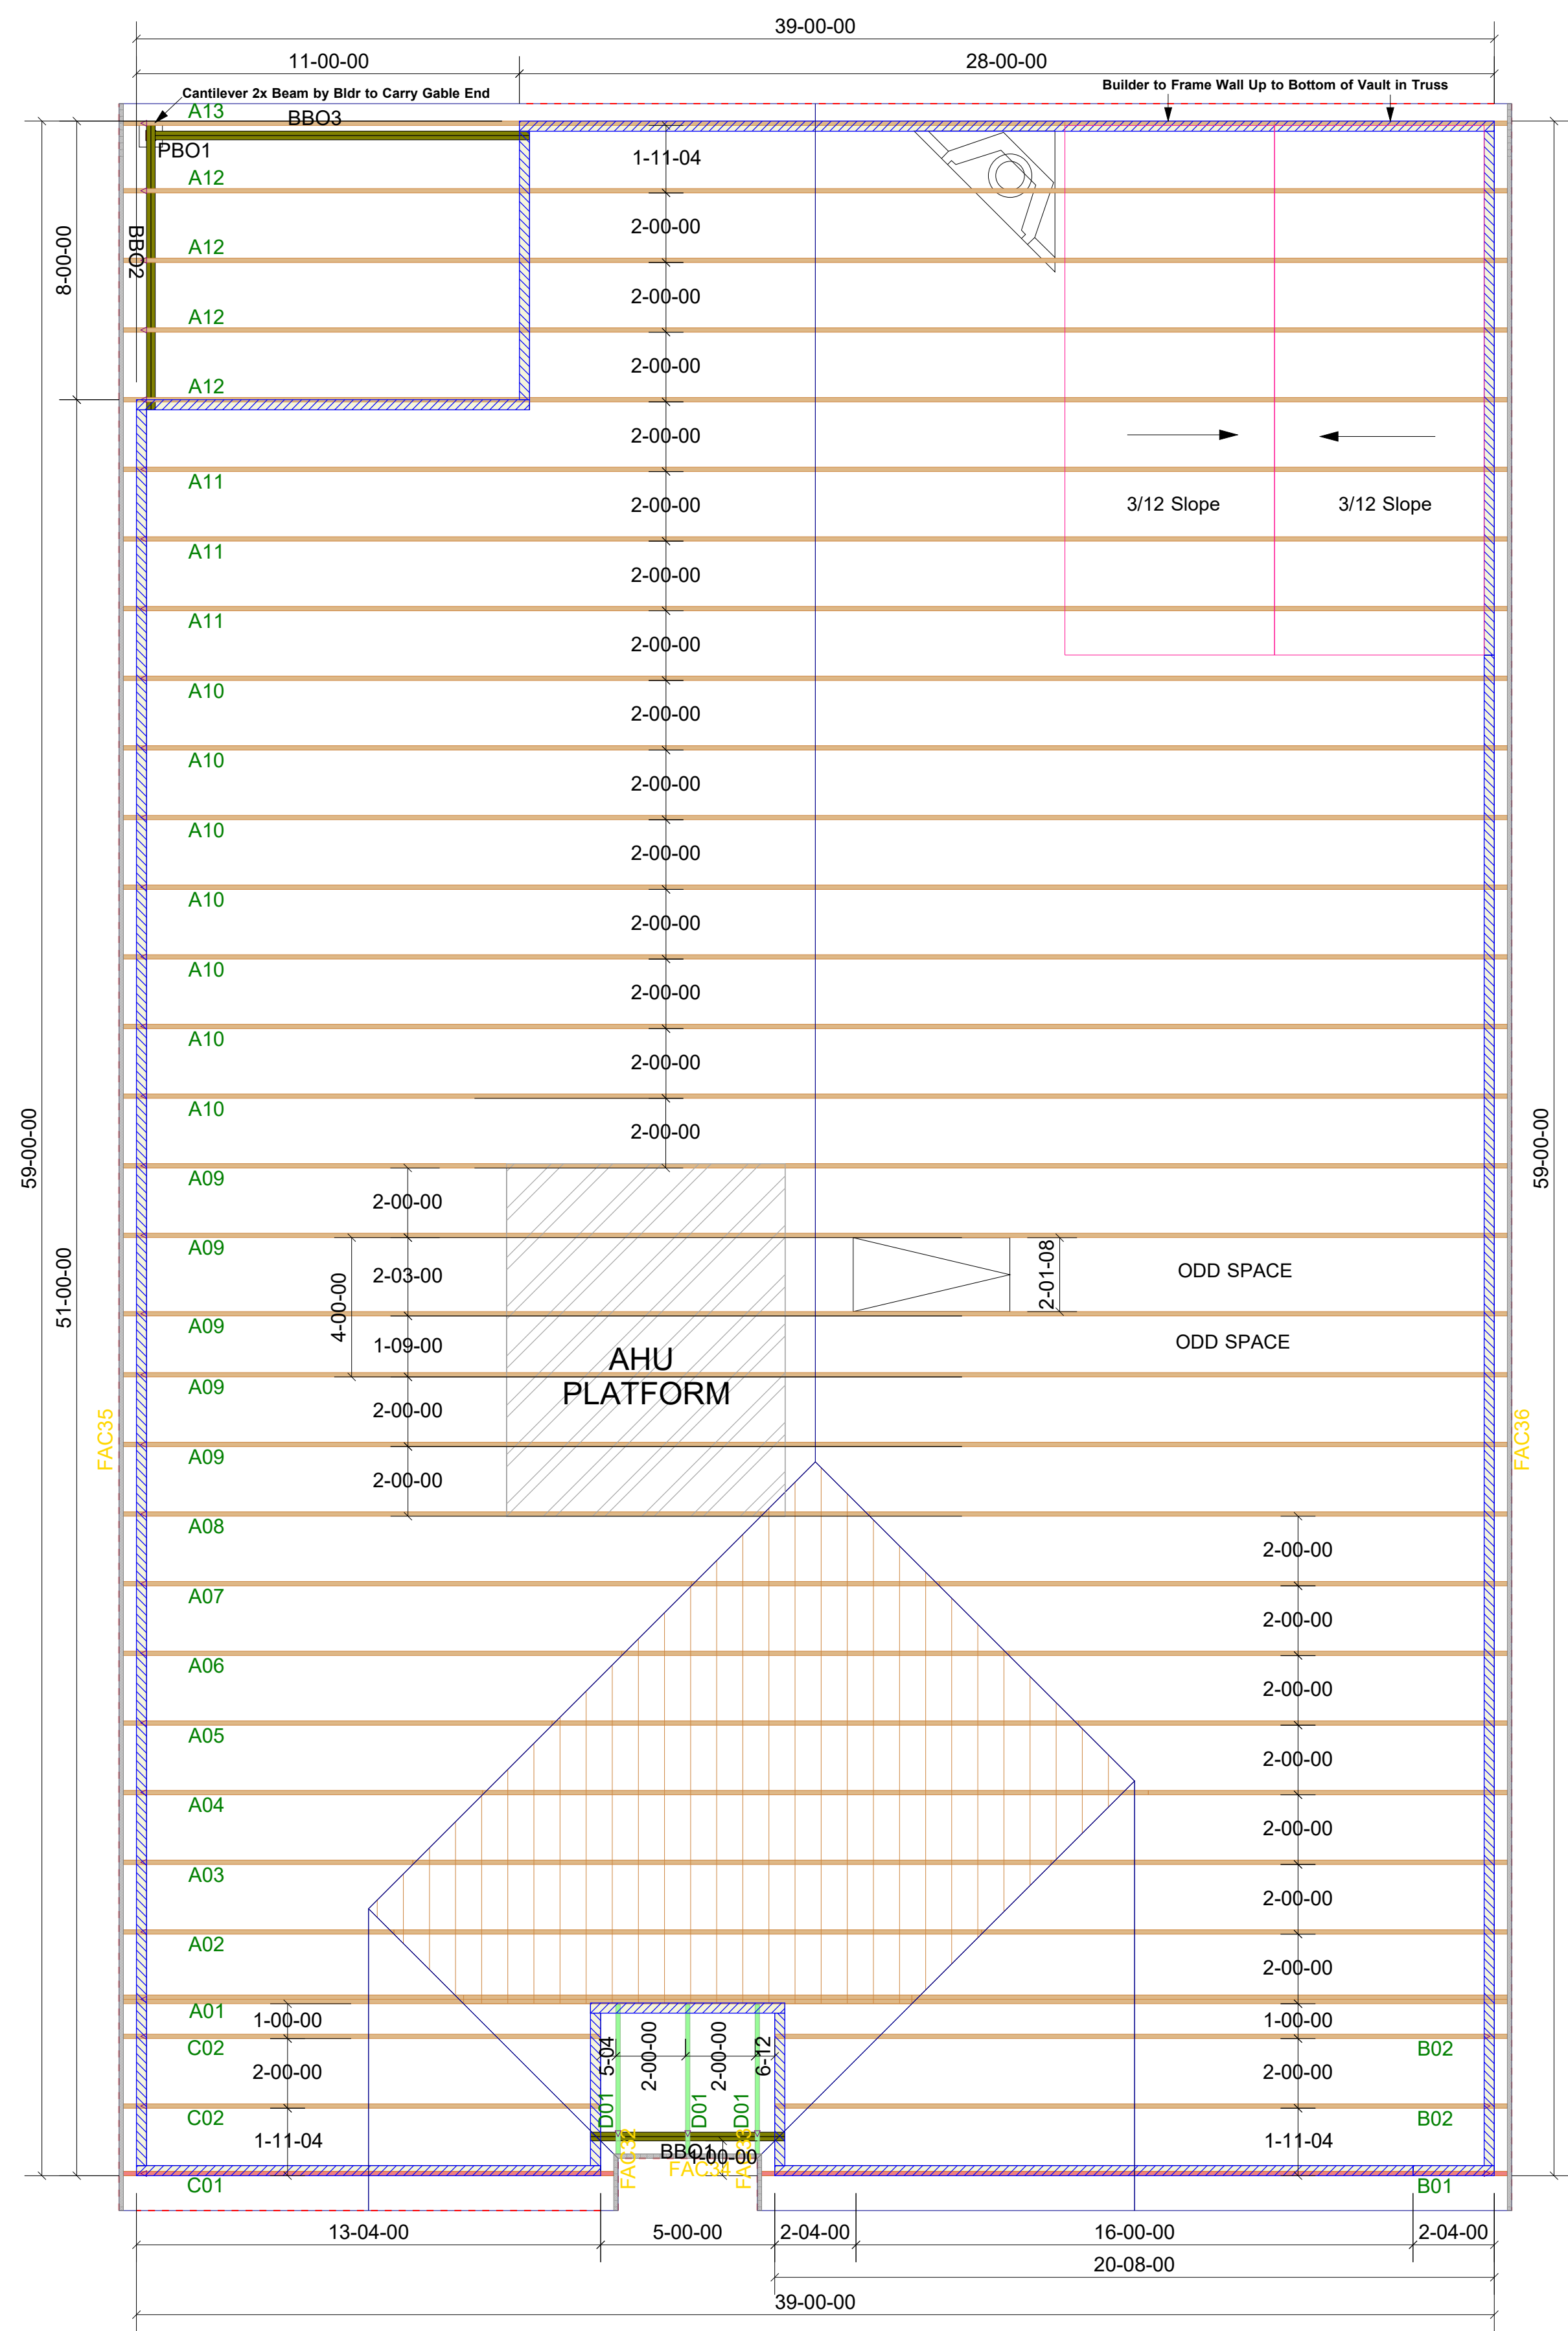 39-00-00
11-00-00
28-00-00
Cantilever 2x Beam by Bldr to Carry Gable End
Builder to Frame Wall Up to Bottom of Vault in Truss
A13
BBO3
PBO1
1-11-04
A12
2-00-00
BBO2
8-00-00
A12
2-00-00
A12
2-00-00
A12
2-00-00
A11
2-00-00
3/12 Slope
3/12 Slope
A11
2-00-00
A11
2-00-00
A10
2-00-00
A10
2-00-00
A10
2-00-00
A10
2-00-00
A10
2-00-00
A10
2-00-00
A10
2-00-00
59-00-00
59-00-00
A09
2-00-00
A09
51-00-00
4-00-00
2-03-00
2-01-08
ODD SPACE
A09
1-09-00
ODD SPACE
AHU
PLATFORM
A09
2-00-00
FAC35
FAC36
A09
2-00-00
A08
2-00-00
A07
2-00-00
A06
2-00-00
A05
2-00-00
A04
2-00-00
A03
2-00-00
A02
2-00-00
A01
1-00-00
1-00-00
C02
B02
5-04
2-00-00
2-00-00
6-12
2-00-00
2-00-00
D01
D01
D01
C02
B02
1-11-04
1-11-04
BBO1
1-00-00
FAC32
FAC34
FAC33
C01
B01
13-04-00
5-00-00
2-04-00
16-00-00
2-04-00
20-08-00
39-00-00